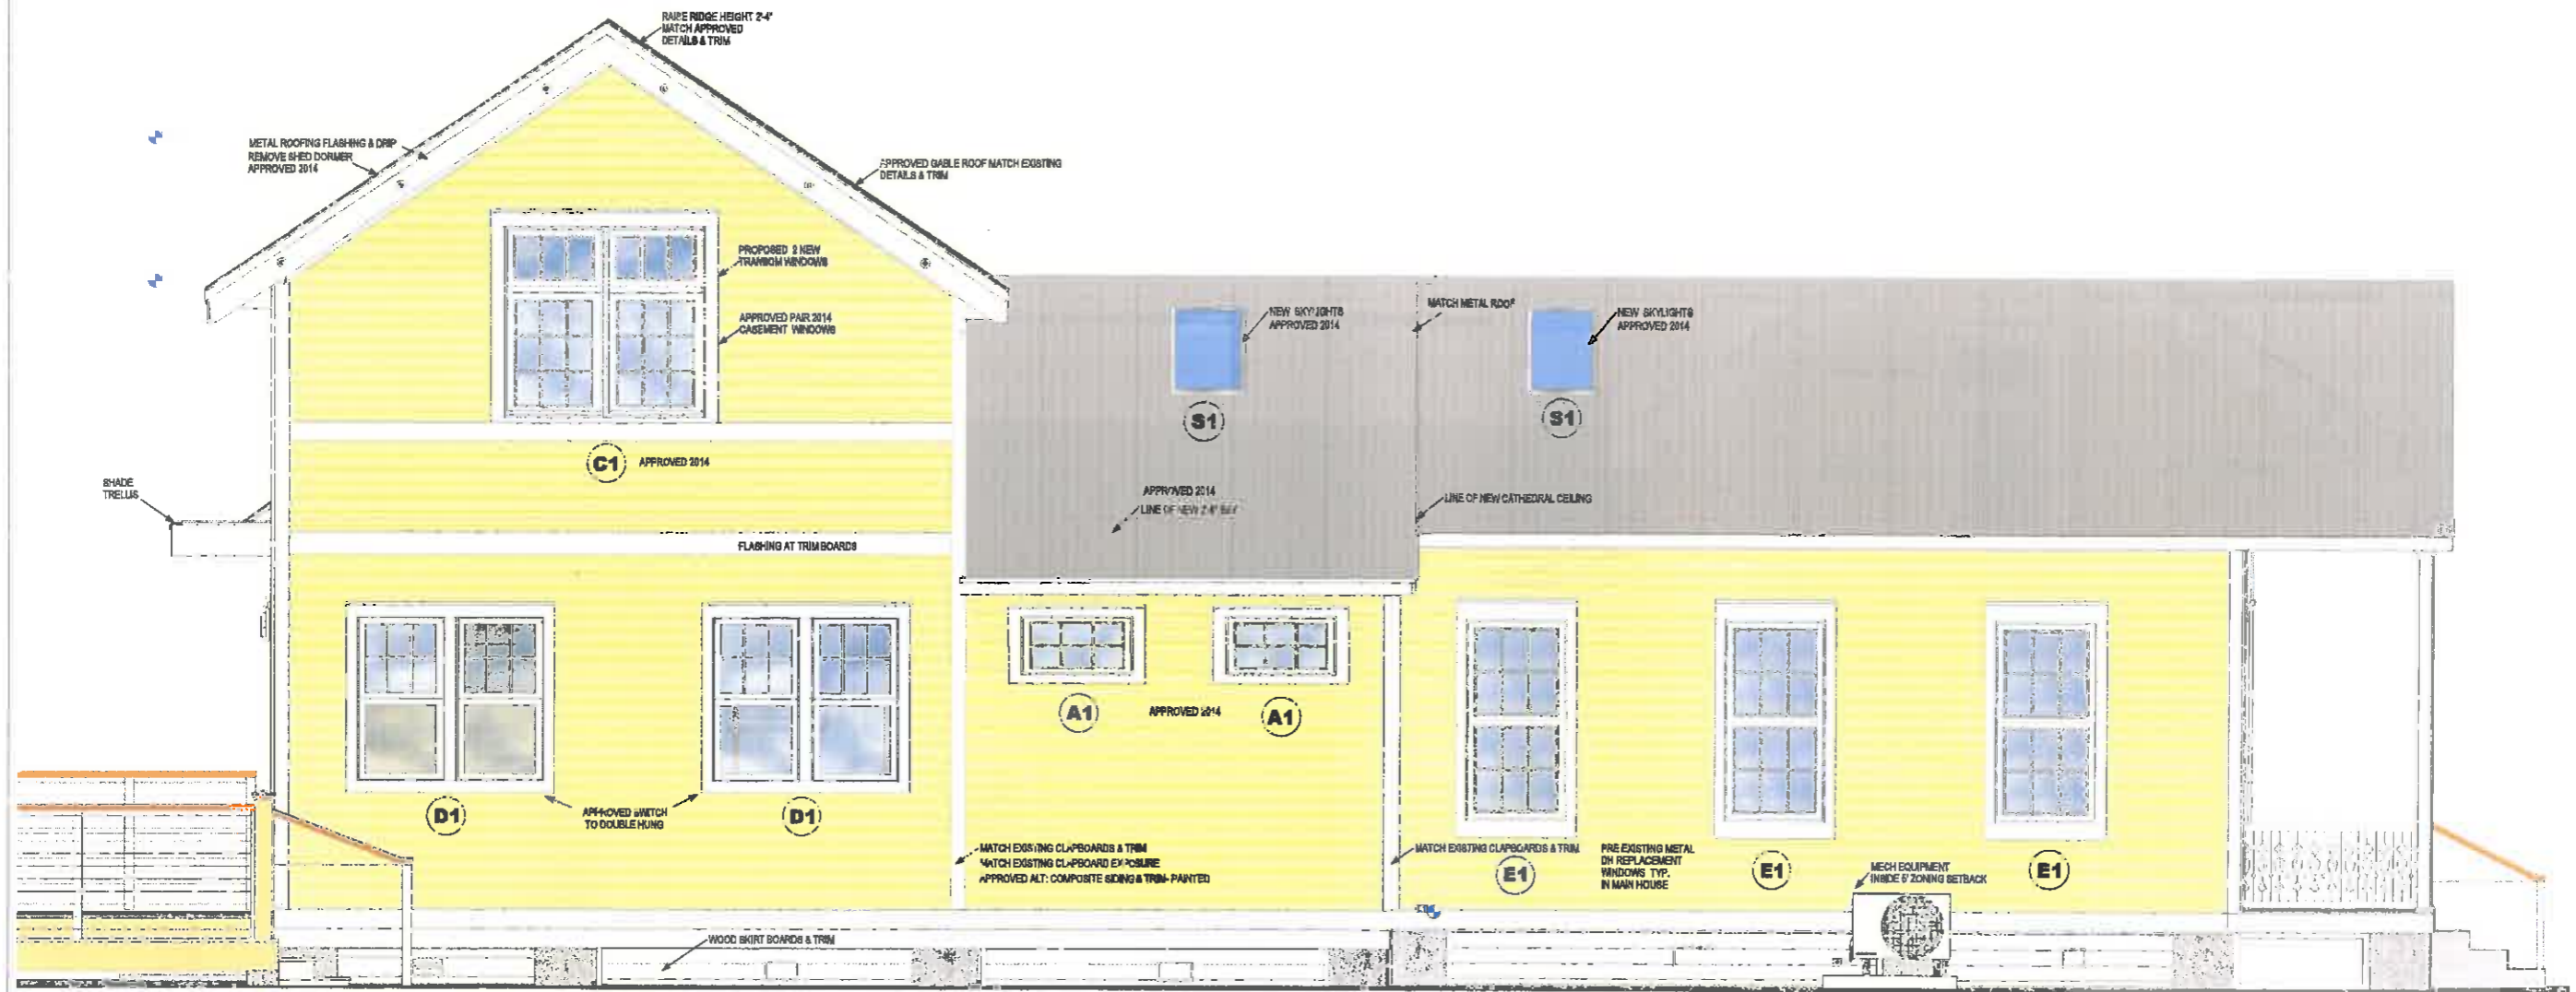 RAISE RIDGE HEIGHT 2'-4"
MATCH APPROVED
DETAILS & TRIM
METAL ROOFING FLASHING & DRIP
REMOVE SHED DORMER
APPROVED 2014
APPROVED GABLE ROOF MATCH EXISTING
DETAILS & TRIM
PROPOSED 2 NEW
TRANSOM WINDOWS
APPROVED PAIR 2014
CASEMENT WINDOWS
NEW SKYLIGHTS
APPROVED 2014
MATCH METAL ROOF
NEW SKYLIGHTS
APPROVED 2014
S1
S1
C1
APPROVED 2014
SHADE
TRELLIS
APPROVED 2014
LINE OF NEW
LINE OF NEW CATHEDRAL CEILING
FLASHING AT TRIM BOARDS
A1
APPROVED 2014
A1
D1
APPROVED SWITCH
TO DOUBLE HUNG
D1
MATCH EXISTING CLAPBOARDS & TRIM
MATCH EXISTING CLAPBOARD EXPOSURE
APPROVED ALT: COMPOSITE SIDING & TRIM- PAINTED
MATCH EXISTING CLAPBOARDS & TRIM
E1
PRE EXISTING METAL
DH REPLACEMENT
WINDOWS TYP.
IN MAIN HOUSE
E1
MECH EQUIPMENT
INSIDE 5' ZONING SETBACK
E1
WOOD SKIRT BOARDS & TRIM